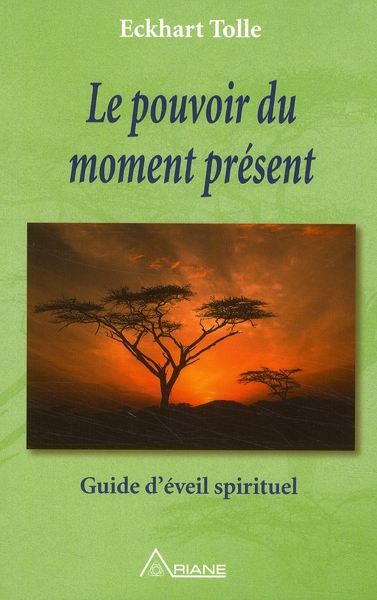 Eckhart Tolle
Le pouvoir du
moment présent
Guide d'éveil spirituel
ARIANE